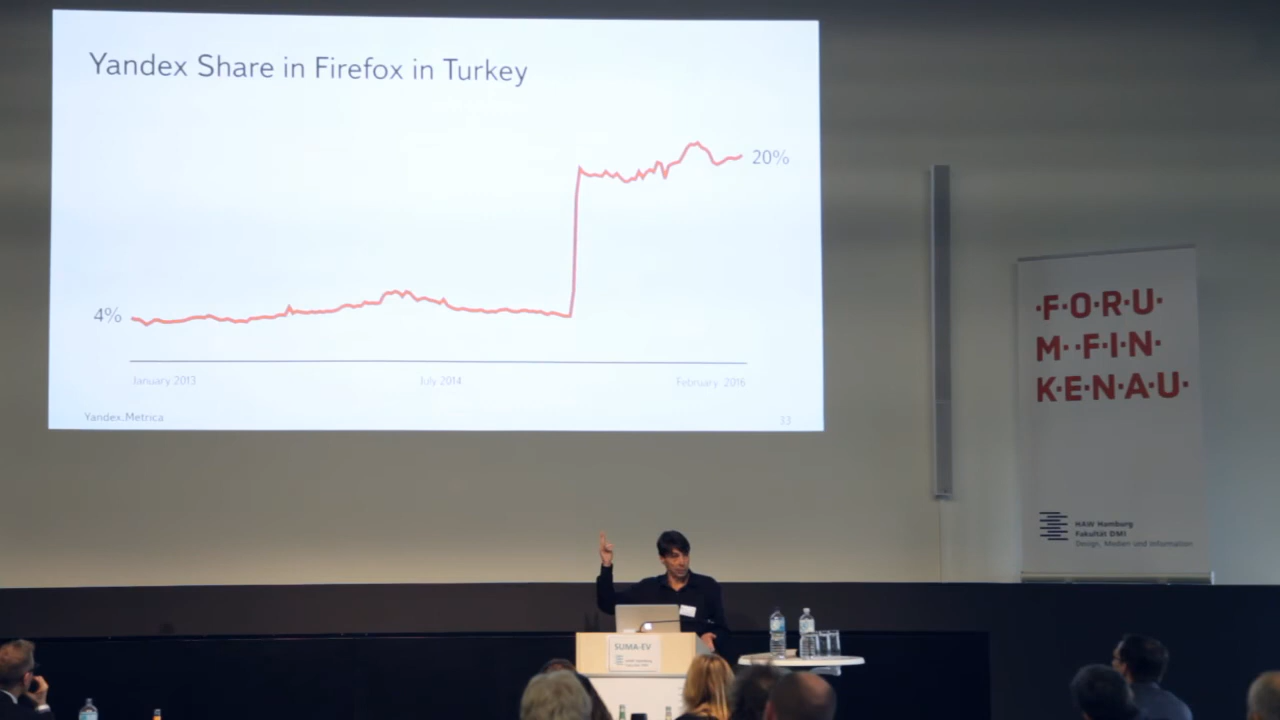 Yandex Share in Firefox in Turkey
20%
4%
January 2013
July 2014
February 2016
Yandex.Metrica
33
·F·O·R·U·
M··F·I·N·
K·E·N·A·U·
HAW Hamburg
Fakultät DMI
Design, Medien und Information
SUMA-EV